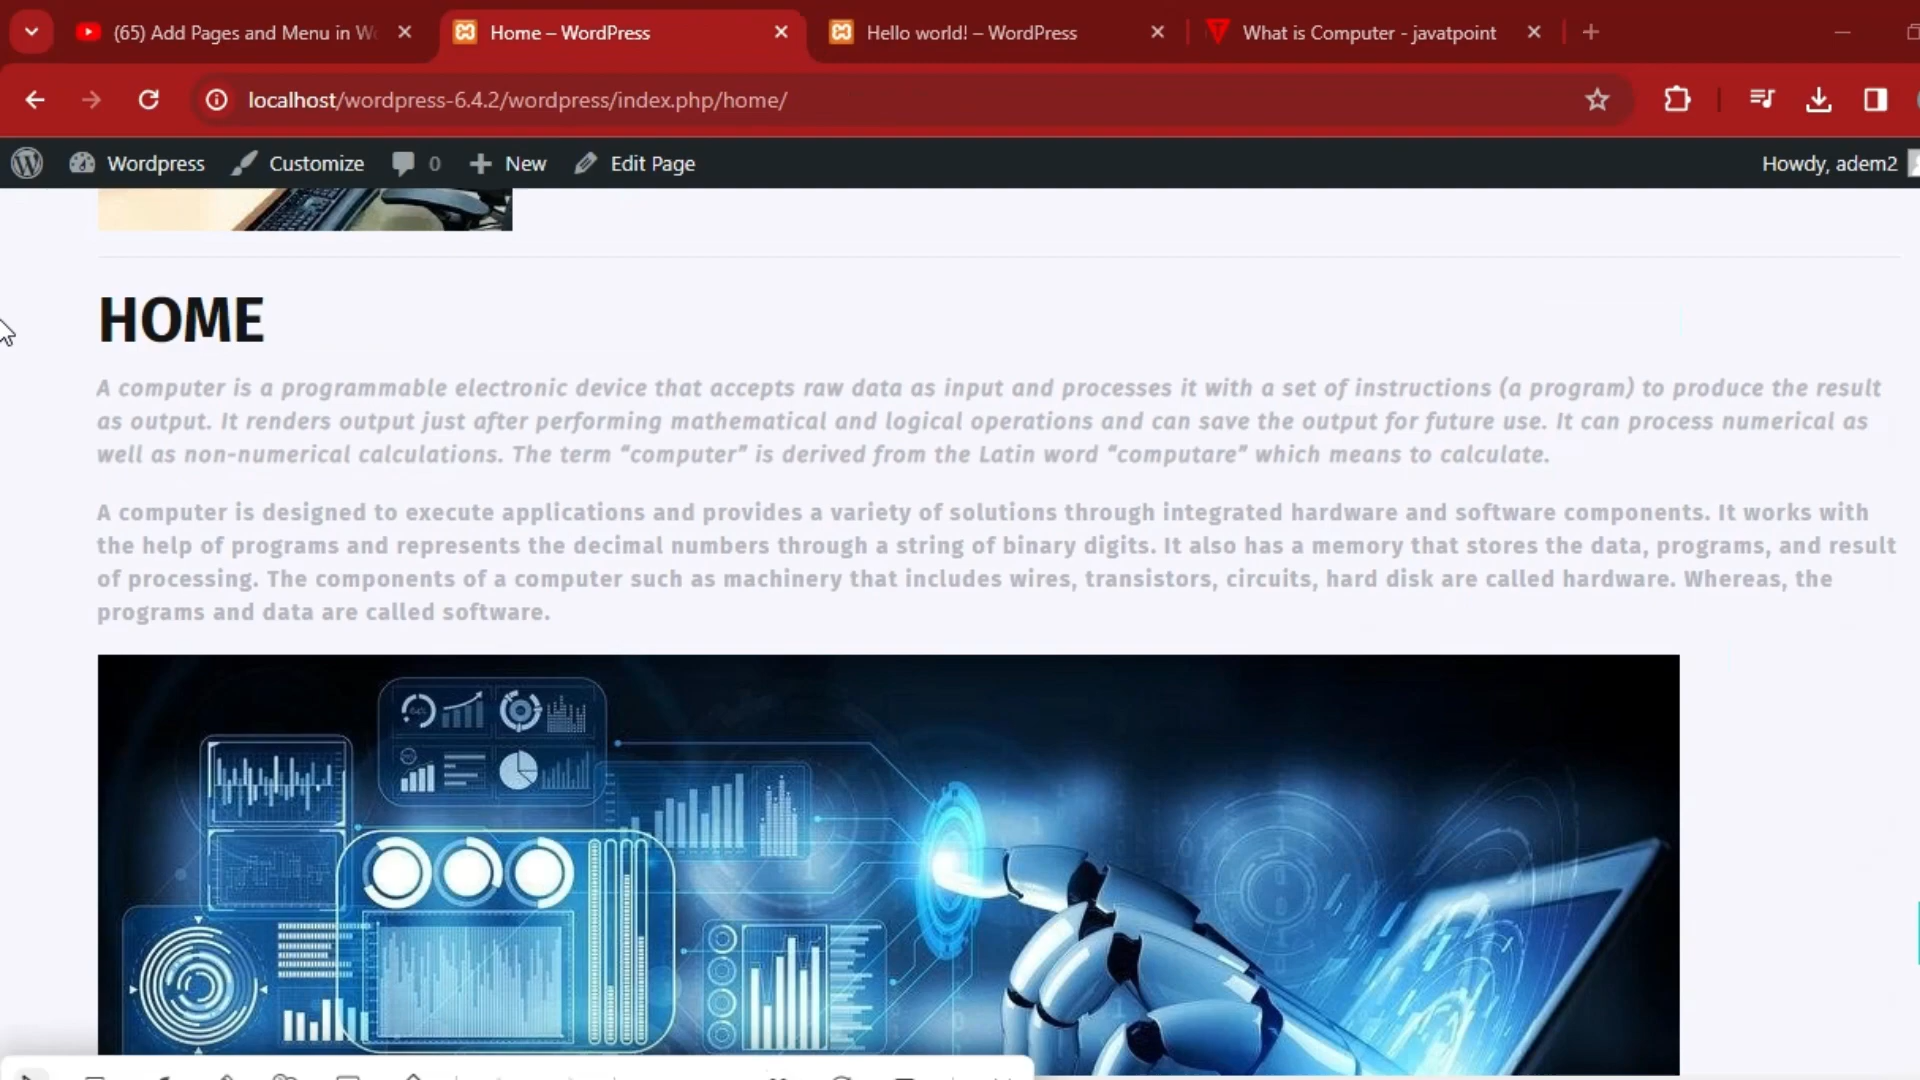 (65) Add Pages and Menu in Wo
Home – WordPress
Hello world! – WordPress
What is Computer - javatpoint
localhost/wordpress-6.4.2/wordpress/index.php/home/
Wordpress
Customize
0
New
Edit Page
Howdy, adem2
HOME
A computer is a programmable electronic device that accepts raw data as input and processes it with a set of instructions (a program) to produce the result
as output. It renders output just after performing mathematical and logical operations and can save the output for future use. It can process numerical as
well as non-numerical calculations. The term “computer” is derived from the Latin word “computare” which means to calculate.
A computer is designed to execute applications and provides a variety of solutions through integrated hardware and software components. It works with
the help of programs and represents the decimal numbers through a string of binary digits. It also has a memory that stores the data, programs, and result
of processing. The components of a computer such as machinery that includes wires, transistors, circuits, hard disk are called hardware. Whereas, the
programs and data are called software.